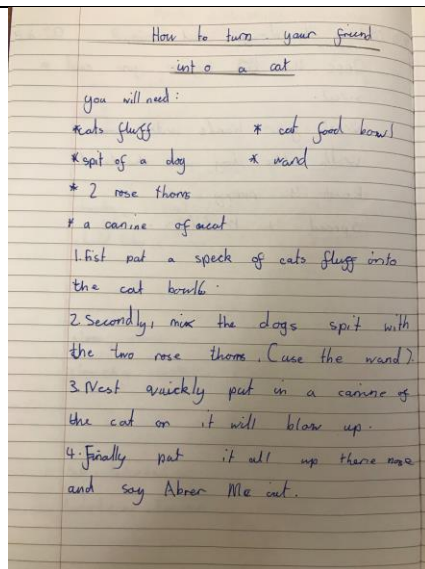 How to turn your friend
into a cat
you will need:
*cats fluff * cat food bowl
*spit of a dog * wand
* 2 rose thorns
* a canine of meat
1. fist put a speck of cats fluff onto
the cat bowl6.
2. Secondly, mix the dogs spit with
the two rose thorns. (use the wand).
3. Nest quickly put in a canine of
the cat on it will blow up.
4. Finally put it all up there nose
and say Abrer Me cat.